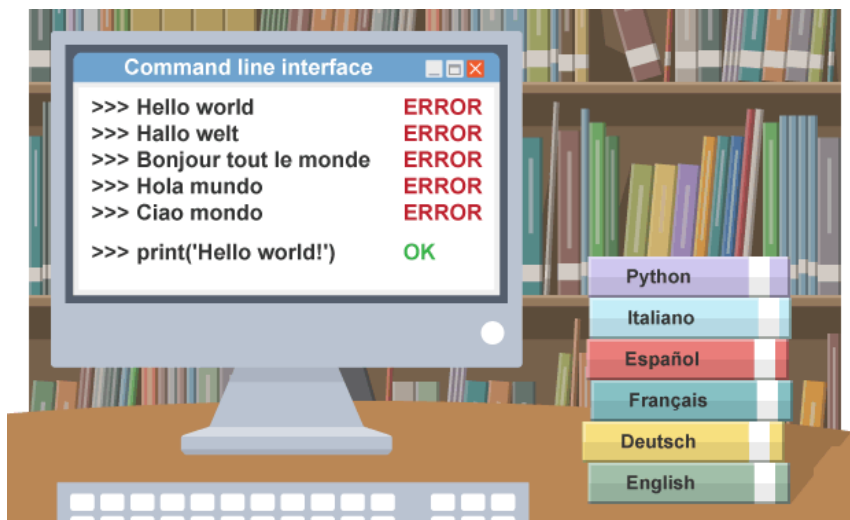 Command line interface
>>> Hello world ERROR
>>> Hallo welt ERROR
>>> Bonjour tout le monde ERROR
>>> Hola mundo ERROR
>>> Ciao mondo ERROR
>>> print('Hello world!') OK
Python
Italiano
Español
Français
Deutsch
English